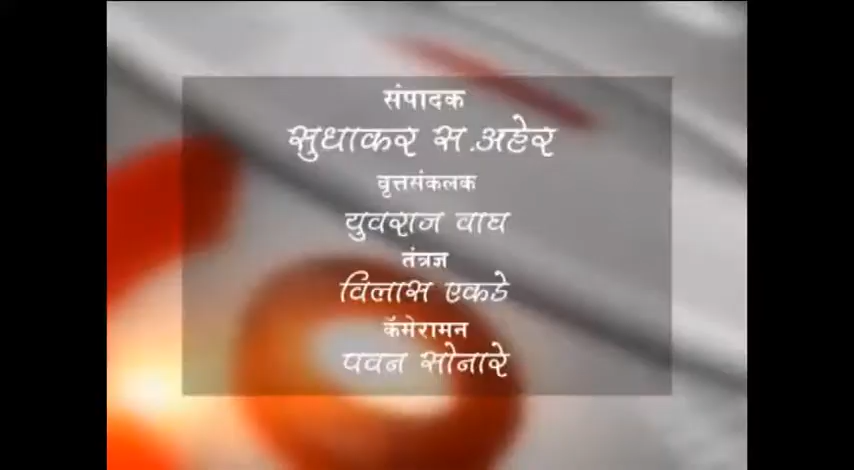 संपादक
सुधाकर स.अहेर
वृत्तसंकलक
युवराज वाघ
तंत्रज्ञ
विलास एकडे
कॅमेरामन
पवन सोनारे